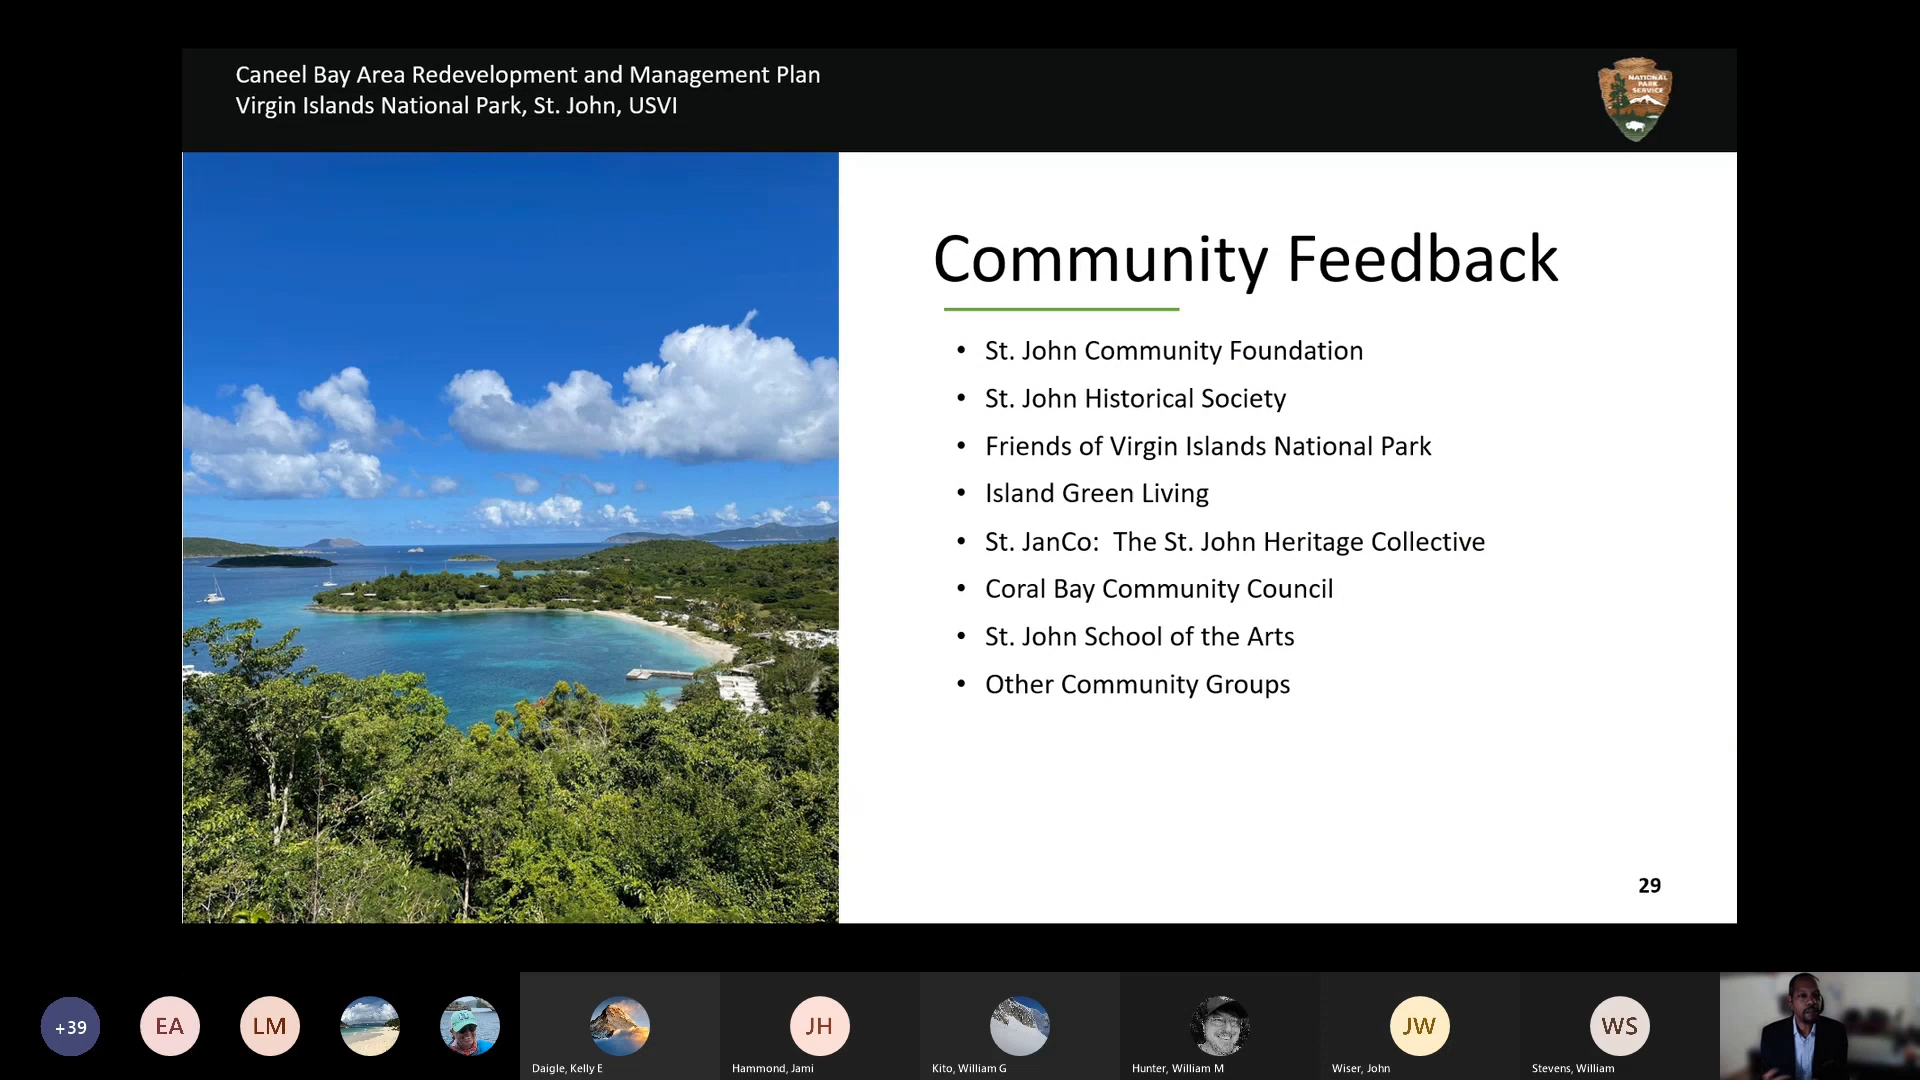 Caneel Bay Area Redevelopment and Management Plan
Virgin Islands National Park, St. John, USVI
NATIONAL
PARK
SERVICE
Community Feedback
• St. John Community Foundation
• St. John Historical Society
• Friends of Virgin Islands National Park
• Island Green Living
• St. JanCo:  The St. John Heritage Collective
• Coral Bay Community Council
• St. John School of the Arts
• Other Community Groups
29
+39
EA
LM
JH
JW
WS
Daigle, Kelly E
Hammond, Jami
Kito, William G
Hunter, William M
Wiser, John
Stevens, William